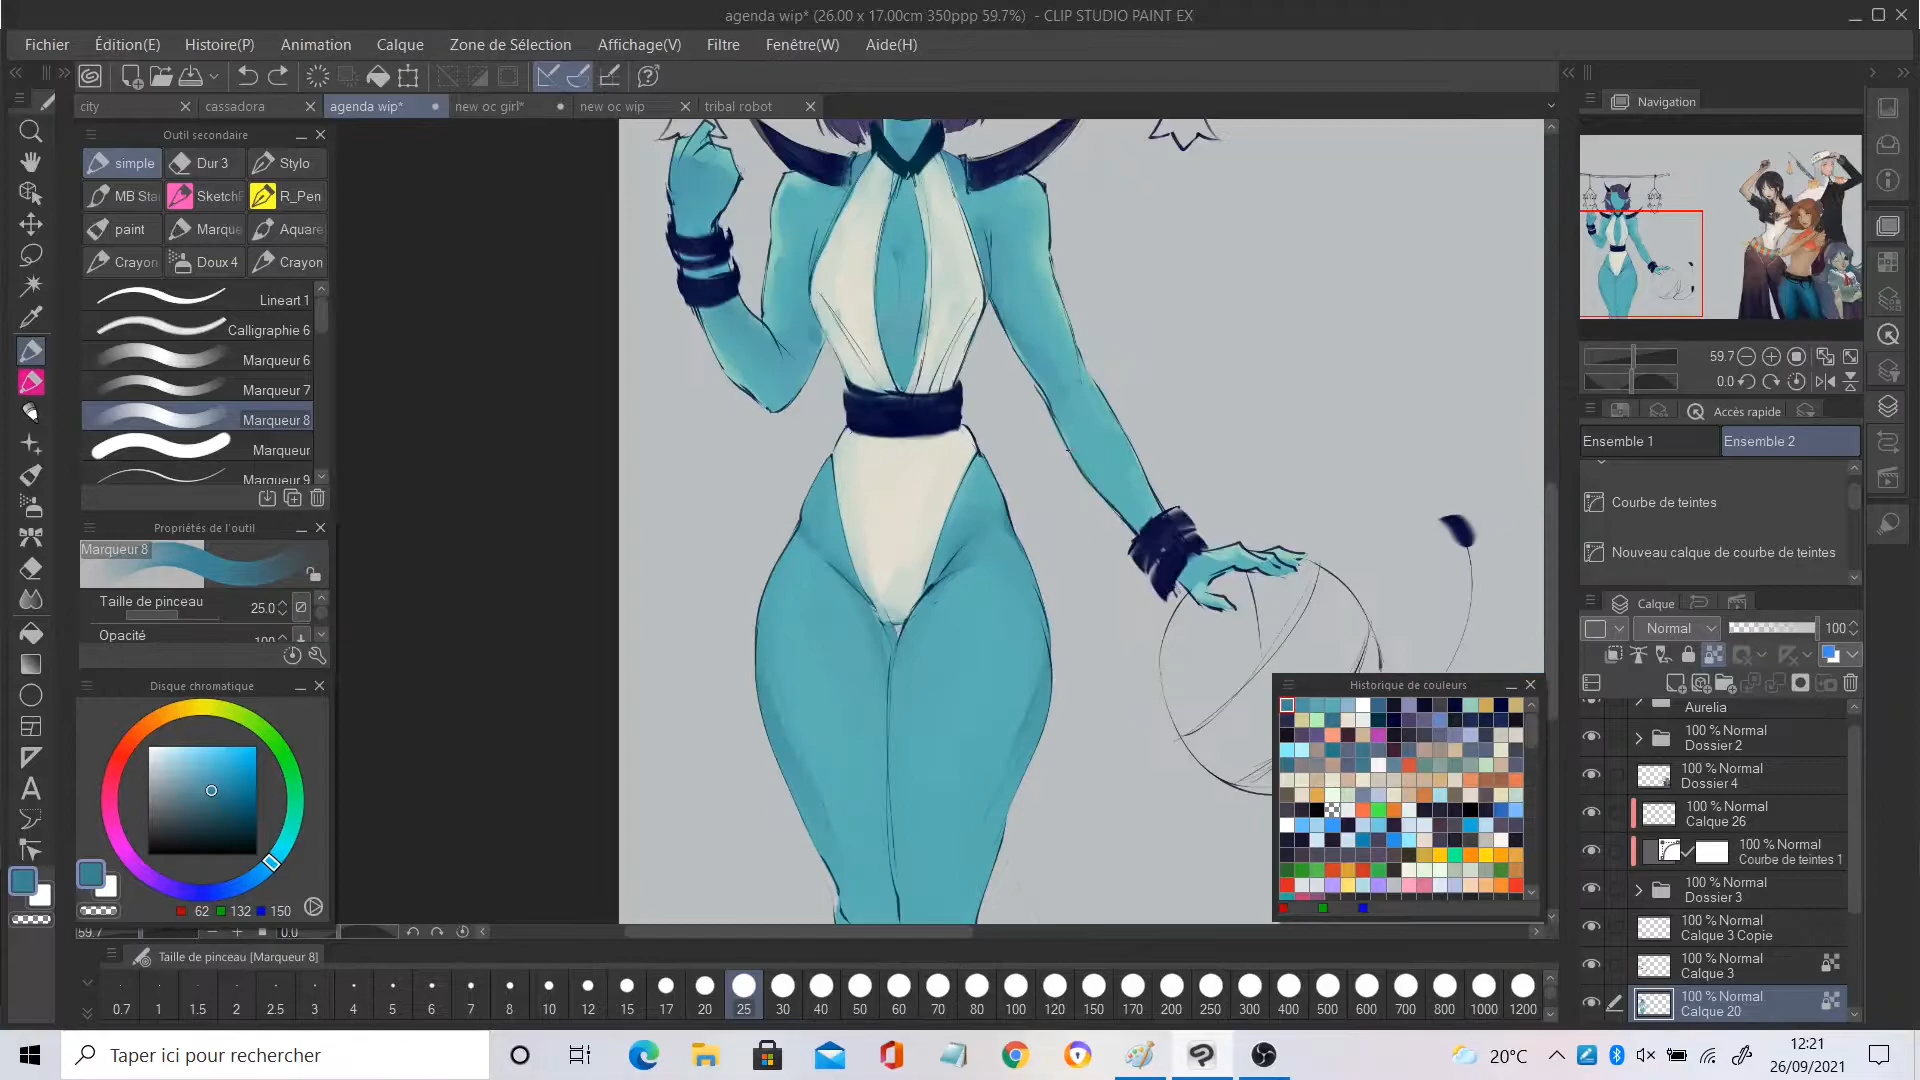 agenda wip* (26.00 x 17.00cm 350ppp 59.7%) - CLIP STUDIO PAINT EX
Fichier Édition(E) Histoire(P) Animation Calque Zone de Sélection Affichage(V) Filtre Fenêtre(W) Aide(H)
city cassadora agenda wip* new oc girl* new oc wip tribal robot
Outil secondaire
simple Dur 3 Stylo
MB Sta Sketch R_Pen
paint Marque Aquare
Crayon Doux 4 Crayon
Lineart 1
Calligraphie 6
Marqueur 6
Marqueur 7
Marqueur 8
Marqueur
Marqueur 9
Propriétés de l'outil
Marqueur 8
Taille de pinceau 25.0
Opacité 100
Disque chromatique
62 132 150
59.7 0.0
Taille de pinceau [Marqueur 8]
0.7 1 1.5 2 2.5 3 4 5 6 7 8 10 12 15 17 20 25 30 40 50 60 70 80 100 120 150 170 200 250 300 400 500 600 700 800 1000 1200
Historique de couleurs
Navigation
59.7
0.0
Accès rapide
Ensemble 1 Ensemble 2
Courbe de teintes
Nouveau calque de courbe de teintes
Calque
Normal 100
Aurelia
100 % Normal
Dossier 2
100 % Normal
Dossier 4
100 % Normal
Calque 26
100 % Normal
Courbe de teintes 1
100 % Normal
Dossier 3
100 % Normal
Calque 3 Copie
100 % Normal
Calque 3
100 % Normal
Calque 20
Taper ici pour rechercher
20°C
12:21
26/09/2021